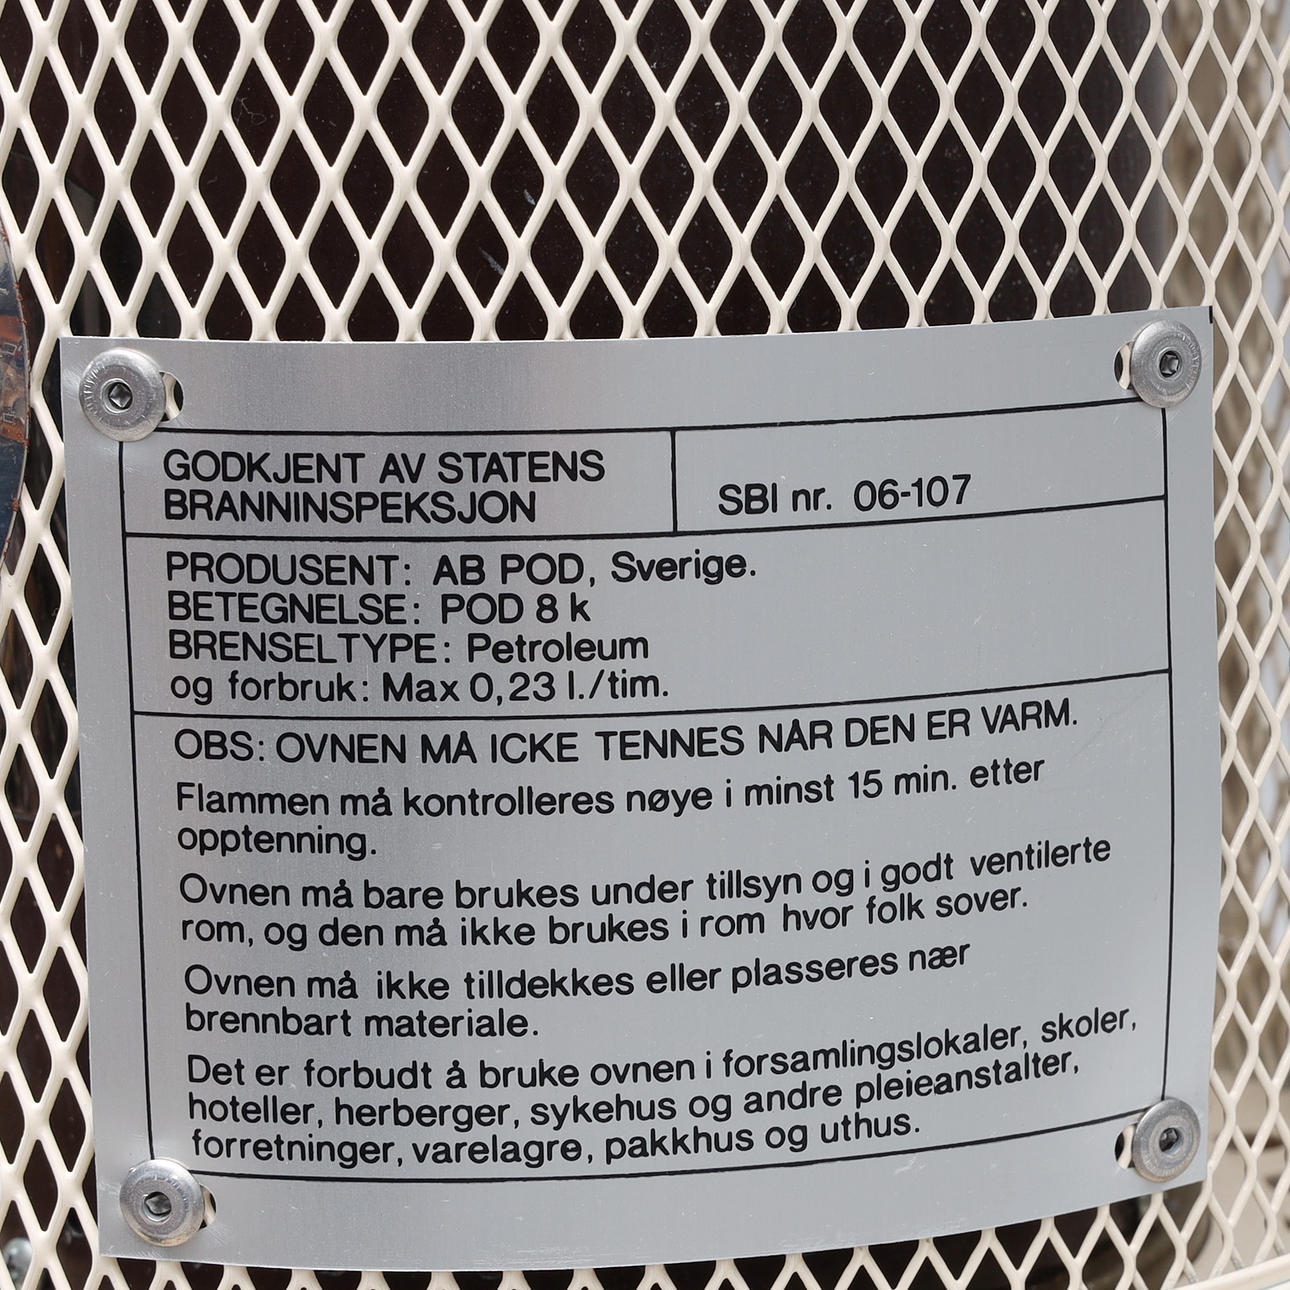 GODKJENT AV STATENS
BRANNINSPEKSJON
SBI nr. 06-107
PRODUSENT: AB POD, Sverige.
BETEGNELSE: POD 8 k
BRENSELTYPE: Petroleum
og forbruk: Max 0,23 l./tim.
OBS: OVNEN MÅ ICKE TENNES NÅR DEN ER VARM.
Flammen må kontrolleres nøye i minst 15 min. etter
opptenning.
Ovnen må bare brukes under tillsyn og i godt ventilerte
rom, og den må ikke brukes i rom hvor folk sover.
Ovnen må ikke tilldekkes eller plasseres nær
brennbart materiale.
Det er forbudt å bruke ovnen i forsamlingslokaler, skoler,
hoteller, herberger, sykehus og andre pleieanstalter,
forretninger, varelagre, pakkhus og uthus.